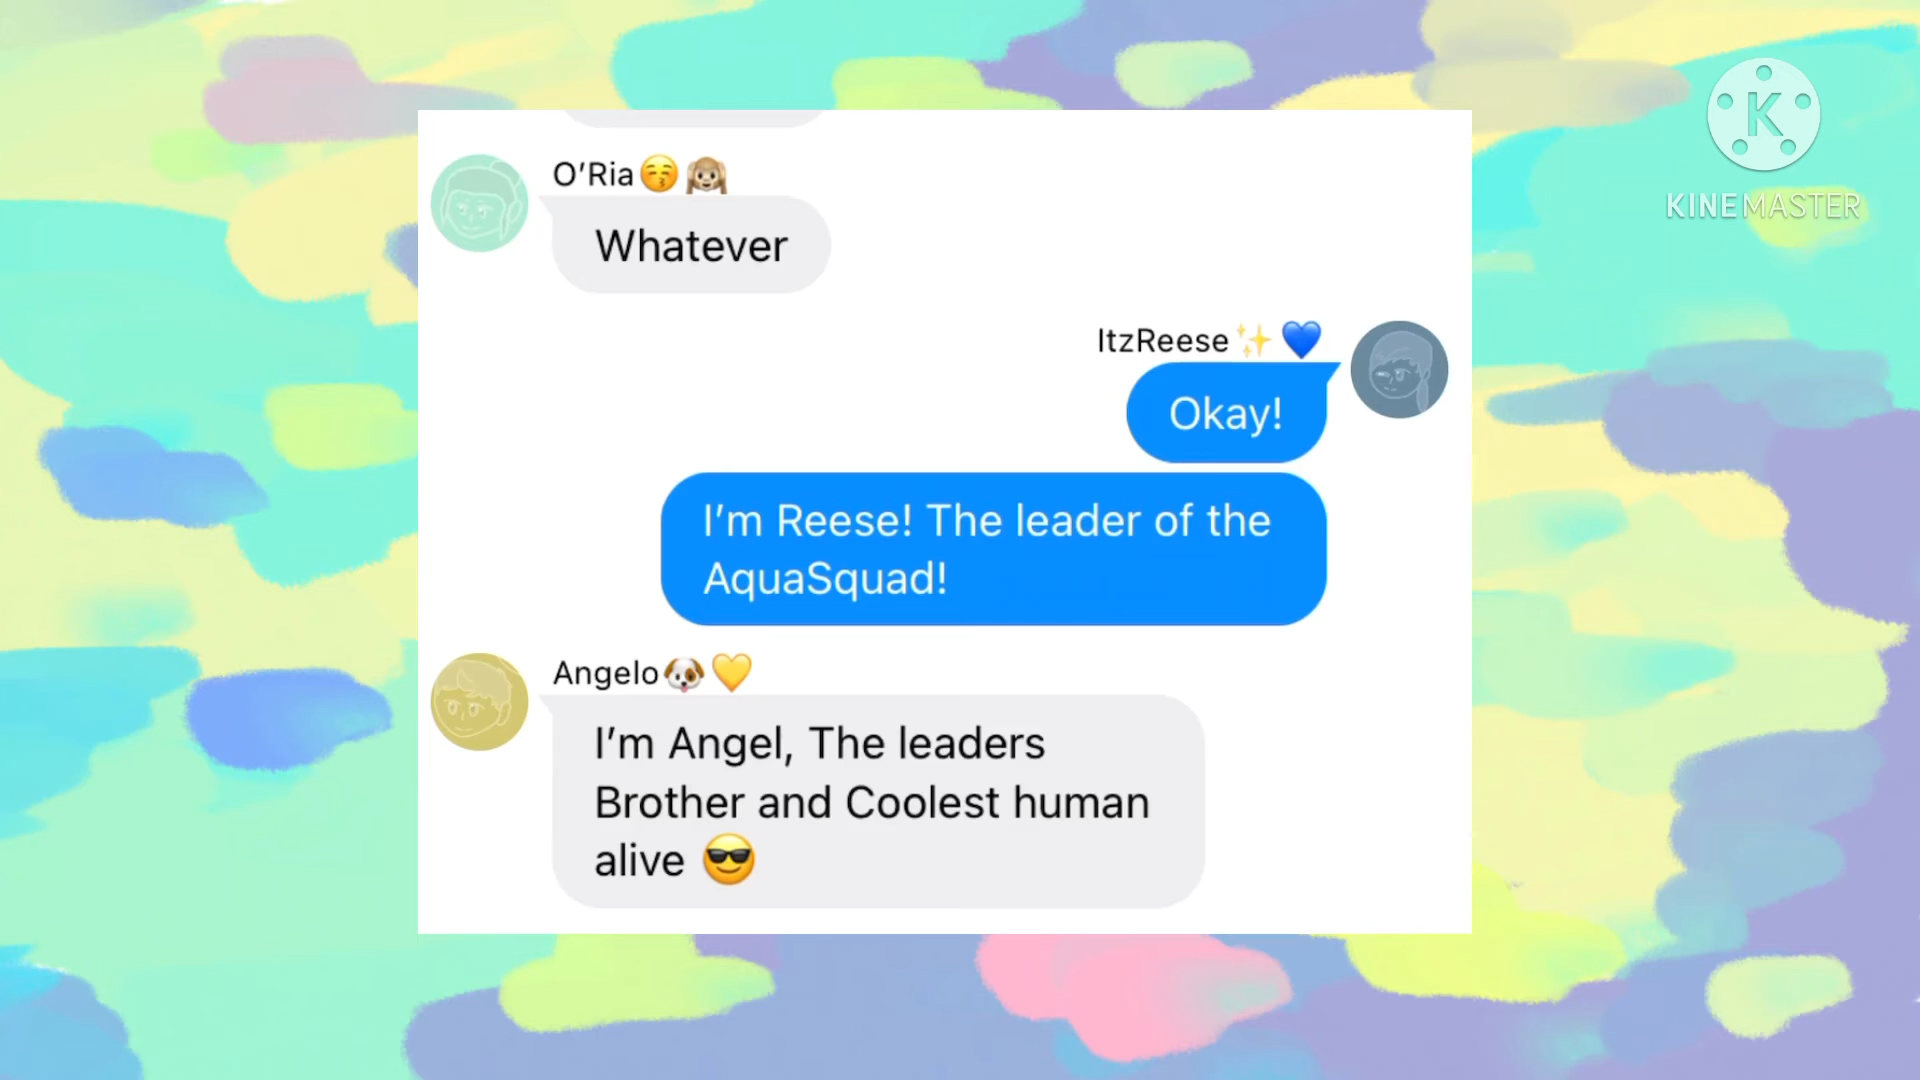 O’Ria😚🙉
Whatever
ItzReese✨💙
Okay!
I’m Reese! The leader of the
AquaSquad!
Angelo🐶💛
I’m Angel, The leaders
Brother and Coolest human
alive 😎
K
KINEMASTER